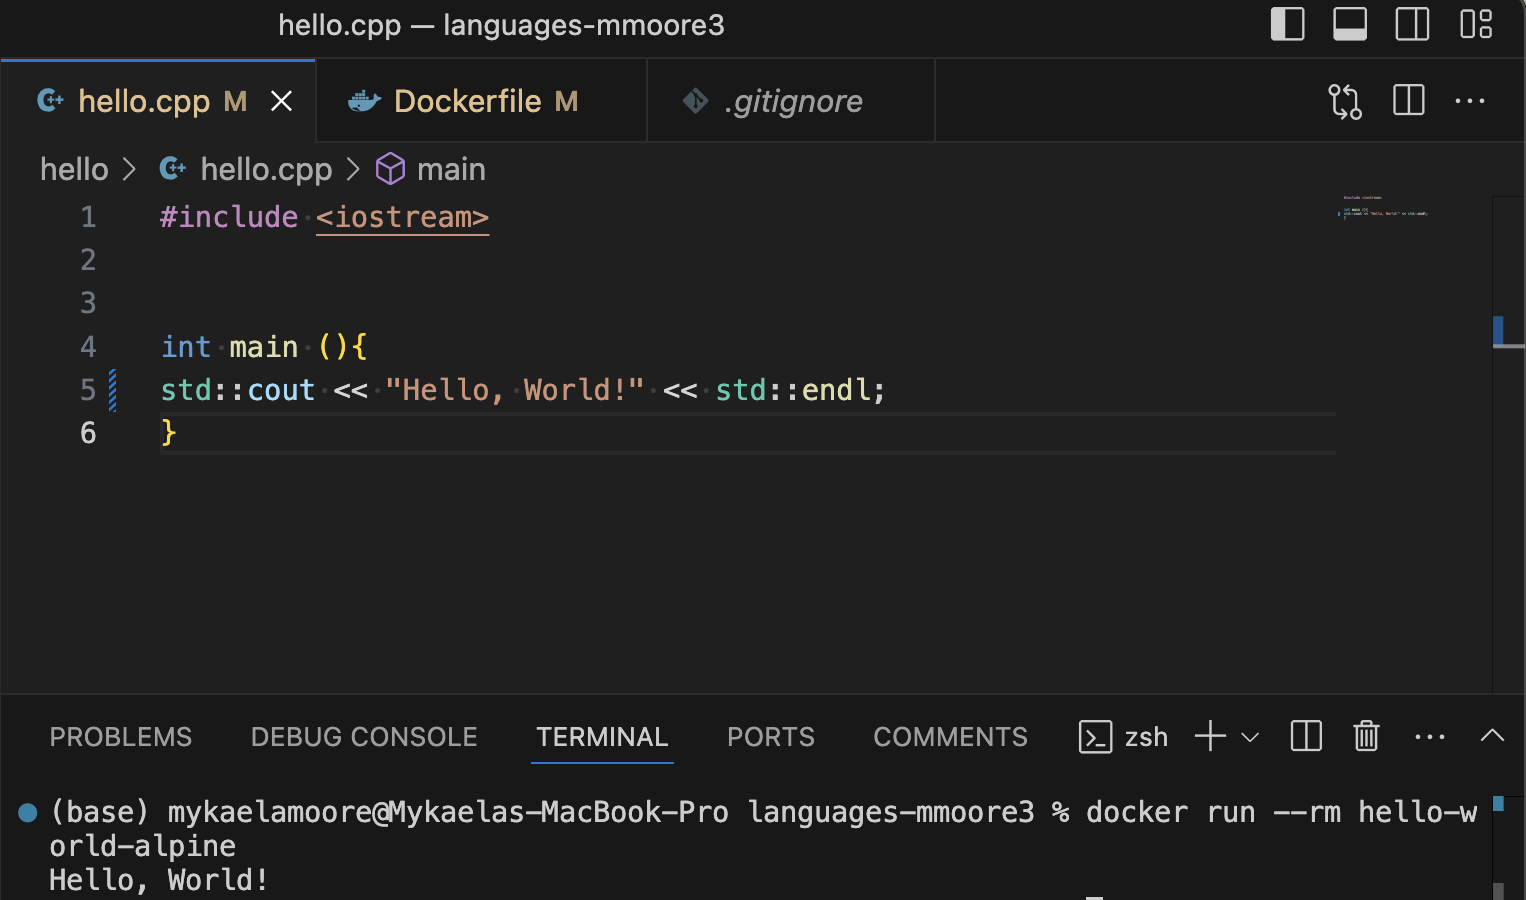 hello.cpp — languages-mmoore3
hello.cpp M
Dockerfile M
.gitignore
hello > hello.cpp > main
1 #include <iostream>
2
3
4 int main (){
5 std::cout << "Hello, World!" << std::endl;
6 }
PROBLEMS DEBUG CONSOLE TERMINAL PORTS COMMENTS zsh
(base) mykaelamoore@Mykaelas-MacBook-Pro languages-mmoore3 % docker run --rm hello-w
orld-alpine
Hello, World!